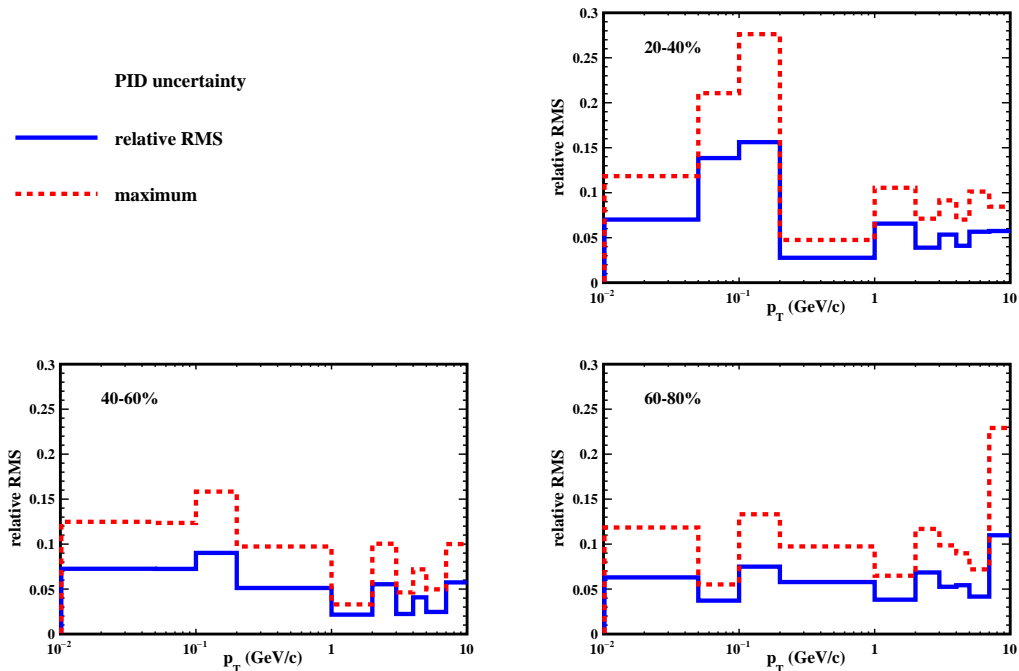 PID uncertainty
relative RMS
maximum
20-40%
relative RMS
0.3
0.25
0.2
0.15
0.1
0.05
0
10⁻² 10⁻¹ 1 10
p_T (GeV/c)
40-60%
relative RMS
0.3
0.25
0.2
0.15
0.1
0.05
0
10⁻² 10⁻¹ 1 10
p_T (GeV/c)
60-80%
relative RMS
0.3
0.25
0.2
0.15
0.1
0.05
0
10⁻² 10⁻¹ 1 10
p_T (GeV/c)